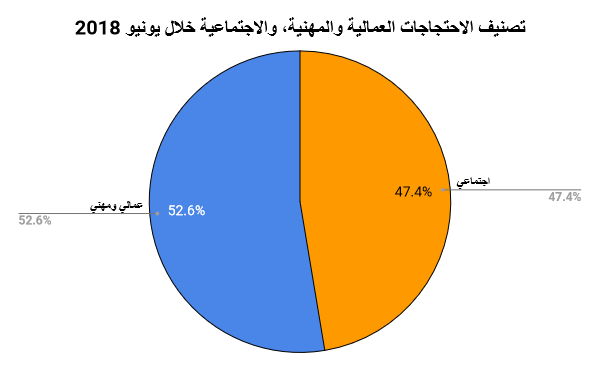 تصنيف الاحتجاجات العمالية والمهنية، والاجتماعية خلال يونيو 2018
اجتماعي
47.4%
47.4%
عمالي ومهني
52.6%
52.6%